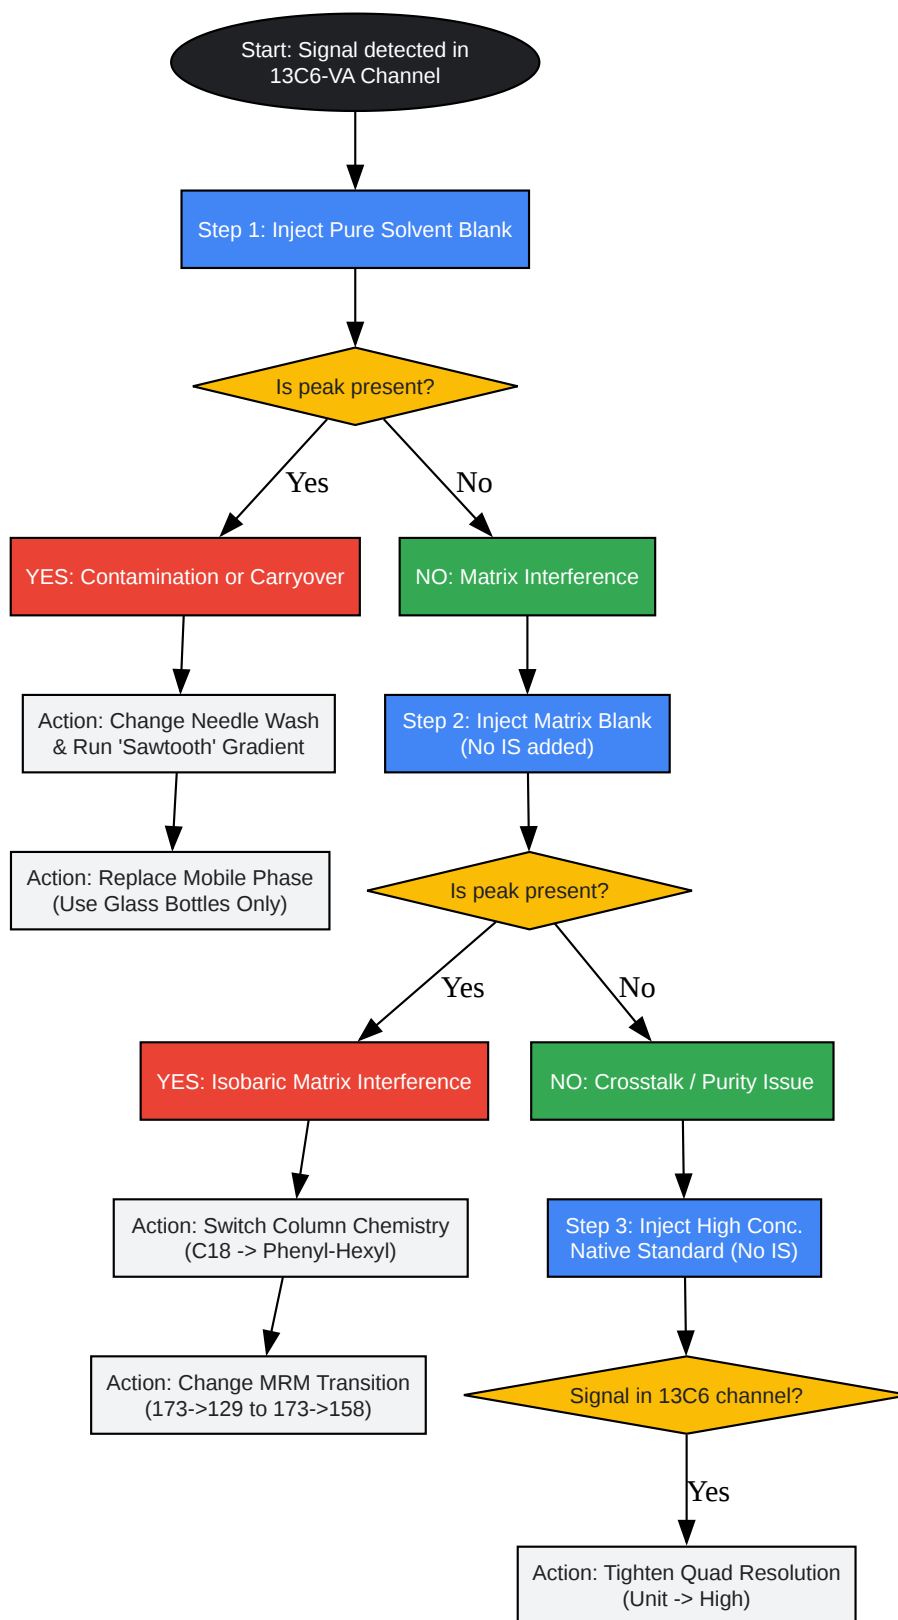 Start: Signal detected in
13C6-VA Channel
Step 1: Inject Pure Solvent Blank
Is peak present?
Yes
No
YES: Contamination or Carryover
NO: Matrix Interference
Action: Change Needle Wash
& Run 'Sawtooth' Gradient
Step 2: Inject Matrix Blank
(No IS added)
Action: Replace Mobile Phase
(Use Glass Bottles Only)
Is peak present?
Yes
No
YES: Isobaric Matrix Interference
NO: Crosstalk / Purity Issue
Action: Switch Column Chemistry
(C18 -> Phenyl-Hexyl)
Step 3: Inject High Conc.
Native Standard (No IS)
Action: Change MRM Transition
(173->129 to 173->158)
Signal in 13C6 channel?
Yes
Action: Tighten Quad Resolution
(Unit -> High)